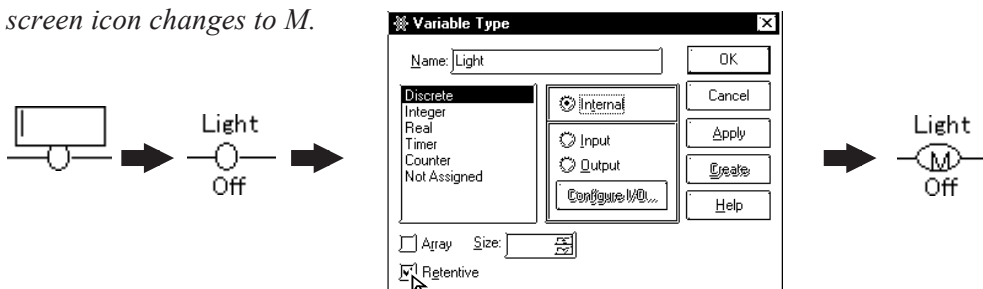 screen icon changes to M.
Light
Off
Variable Type
Name: Light
Discrete
Integer
Real
Timer
Counter
Not Assigned
Internal
Input
Output
Configure I/O...
Array Size:
Retentive
OK
Cancel
Apply
Create
Help
Light
M
Off